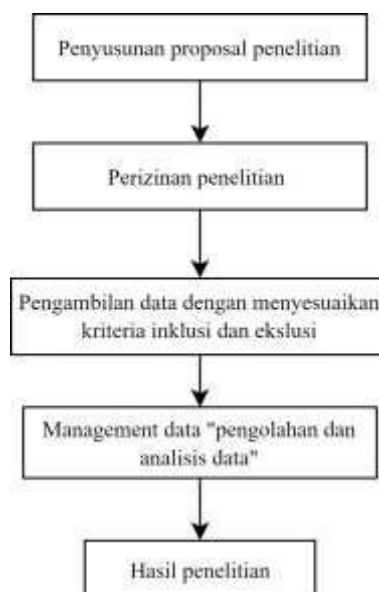 Penyusunan proposal penelitian
Perizinan penelitian
Pengambilan data dengan menyesuaikan
kriteria inklusi dan ekslusi
Management data "pengolahan dan
analisis data"
Hasil penelitian